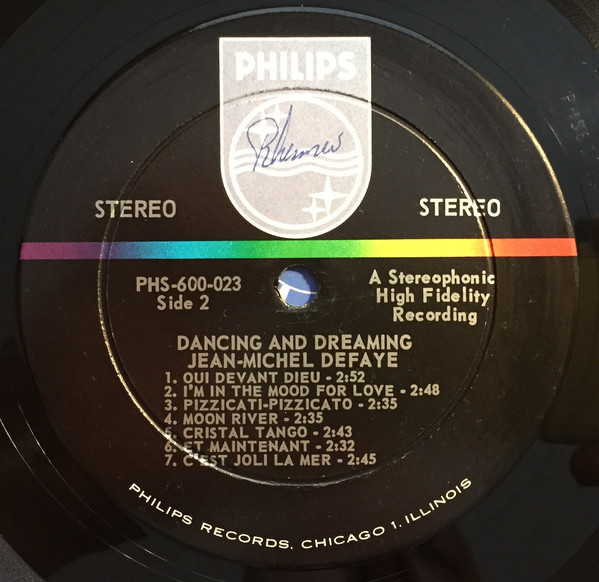 PHILIPS
STEREO
STEREO
PHS-600-023
Side 2
A Stereophonic
High Fidelity
Recording
DANCING AND DREAMING
JEAN-MICHEL DEFAYE
1. OUI DEVANT DIEU - 2:52
2. I'M IN THE MOOD FOR LOVE - 2:48
3. PIZZICATI-PIZZICATO - 2:35
4. MOON RIVER - 2:35
5. CRISTAL TANGO - 2:43
6. ET MAINTENANT - 2:32
7. C'EST JOLI LA MER - 2:45
PHILIPS RECORDS, CHICAGO 1, ILLINOIS